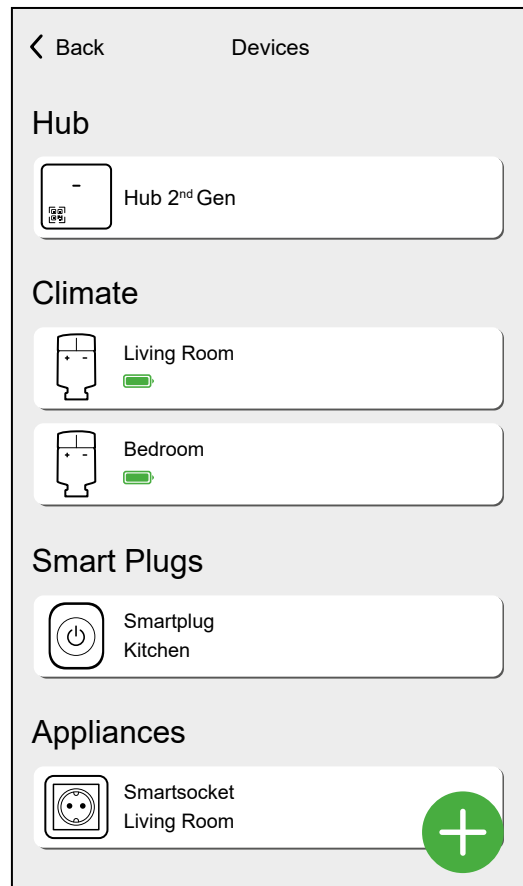 Back
Devices
Hub
Hub 2nd Gen
Climate
Living Room
Bedroom
Smart Plugs
Smartplug
Kitchen
Appliances
Smartsocket
Living Room